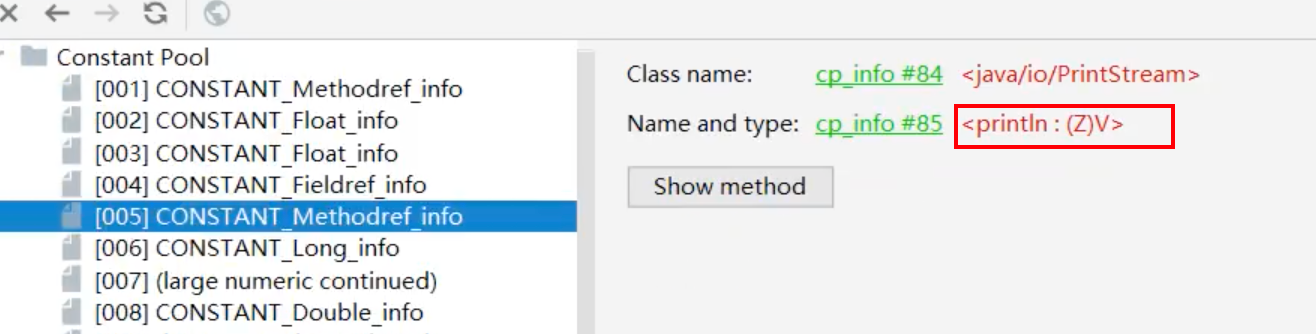 Constant Pool
[001] CONSTANT_Methodref_info
[002] CONSTANT_Float_info
[003] CONSTANT_Float_info
[004] CONSTANT_Fieldref_info
[005] CONSTANT_Methodref_info
[006] CONSTANT_Long_info
[007] (large numeric continued)
[008] CONSTANT_Double_info
Class name: cp_info #84 <java/io/PrintStream>
Name and type: cp_info #85 <println : (Z)V>
Show method